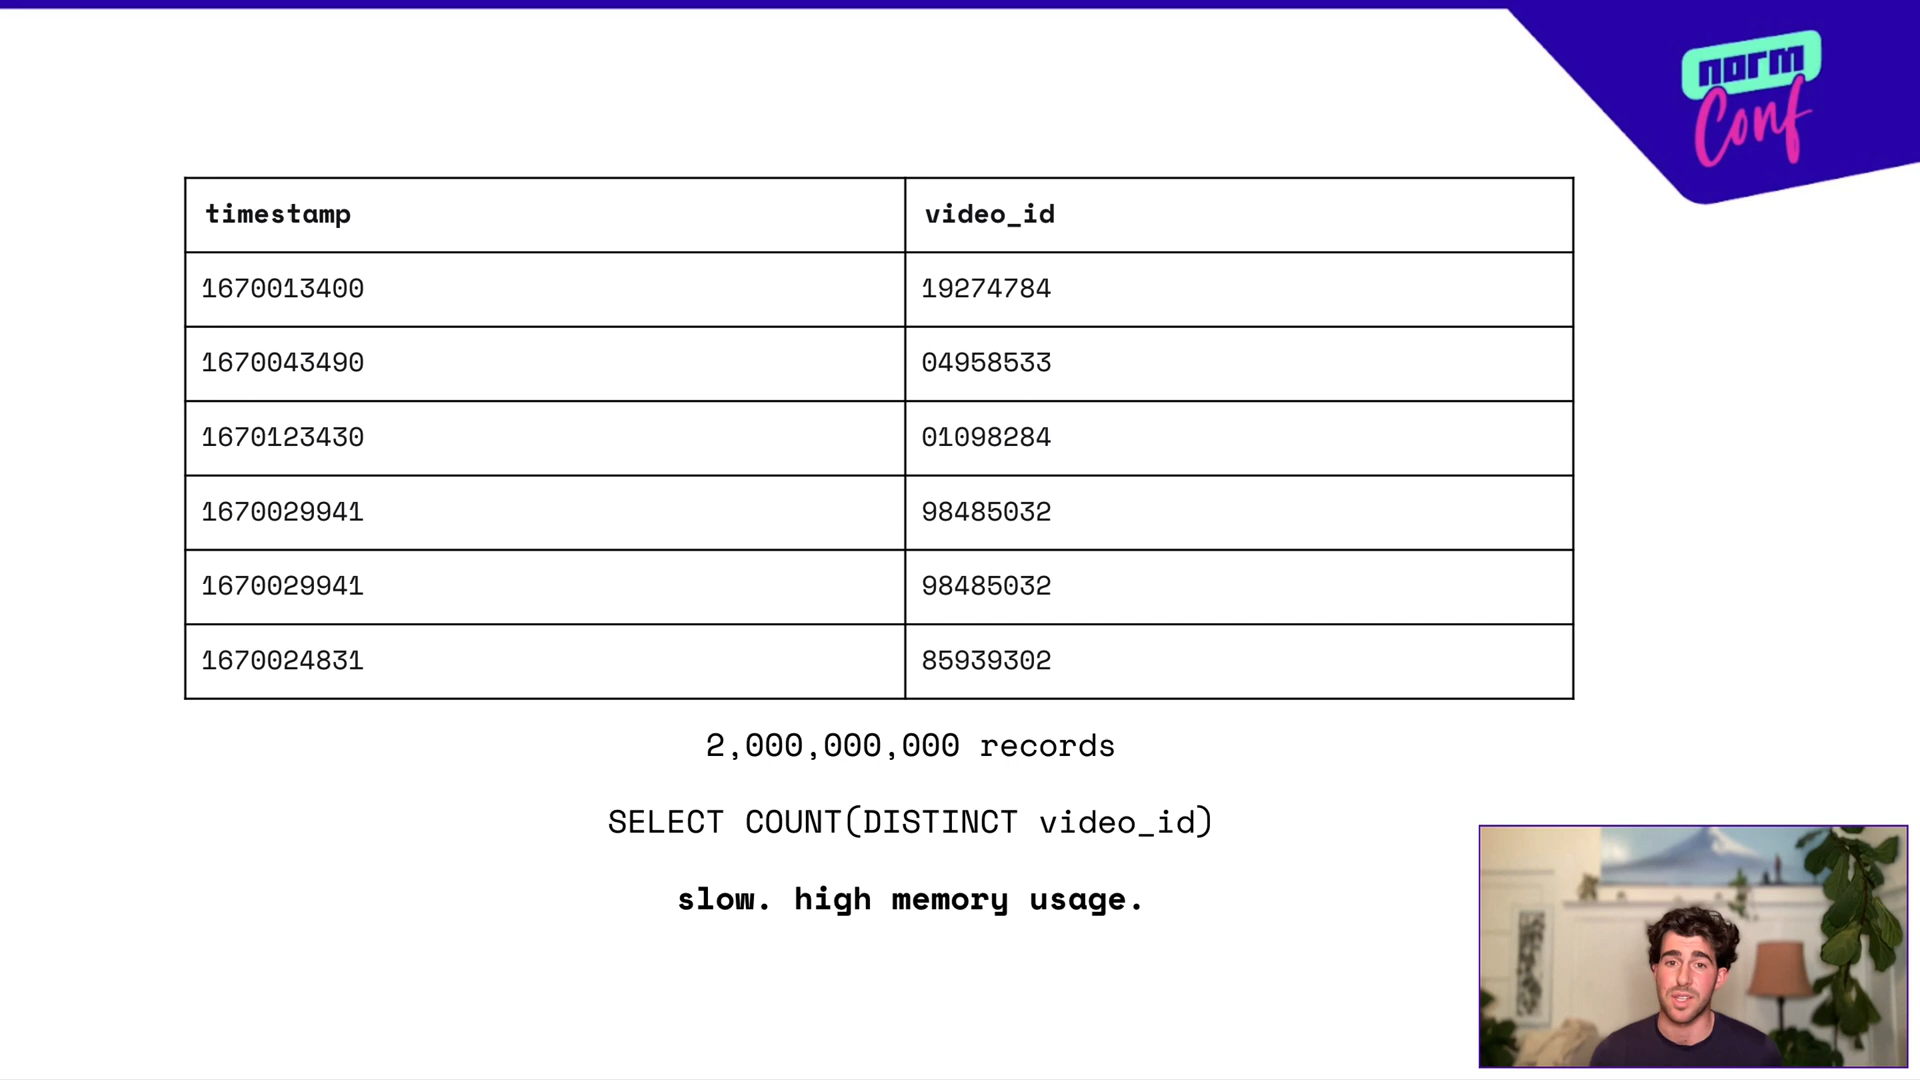 norm
Conf
timestamp video_id
1670013400 19274784
1670043490 04958533
1670123430 01098284
1670029941 98485032
1670029941 98485032
1670024831 85939302
2,000,000,000 records
SELECT COUNT(DISTINCT video_id)
slow. high memory usage.